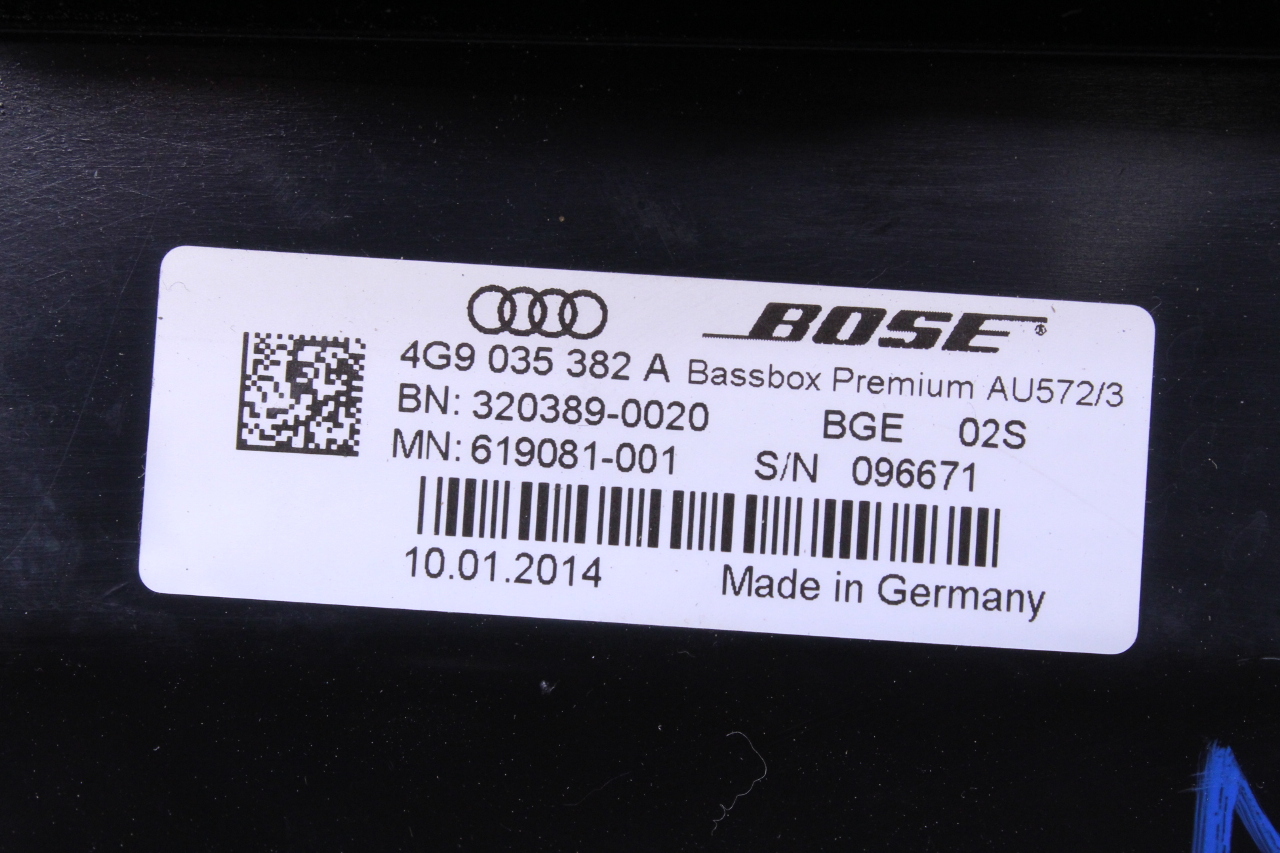 BOSE®
4G9 035 382 A Bassbox Premium AU572/3
BN: 320389-0020 BGE 02S
MN: 619081-001 S/N 096671
10.01.2014 Made in Germany